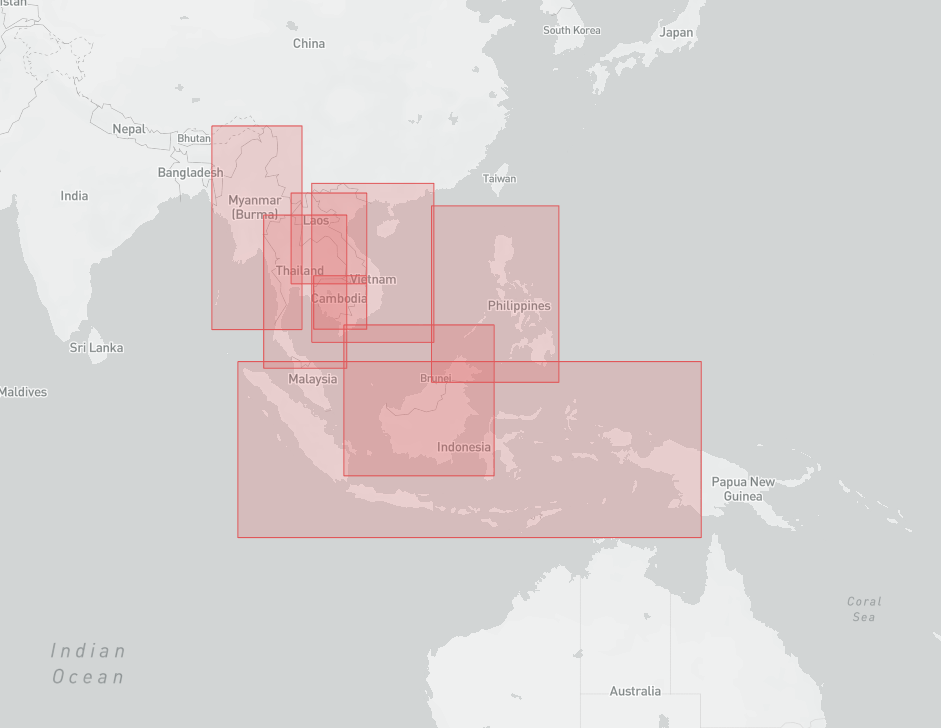 istan
South Korea
Japan
China
Nepal
Bhutan
Bangladesh
Taiwan
India
Myanmar
(Burma)
Laos
Thailand
Vietnam
Cambodia
Philippines
Sri Lanka
Malaysia
Brunei
Maldives
Indonesia
Papua New
Guinea
Coral
Sea
Indian
Ocean
Australia